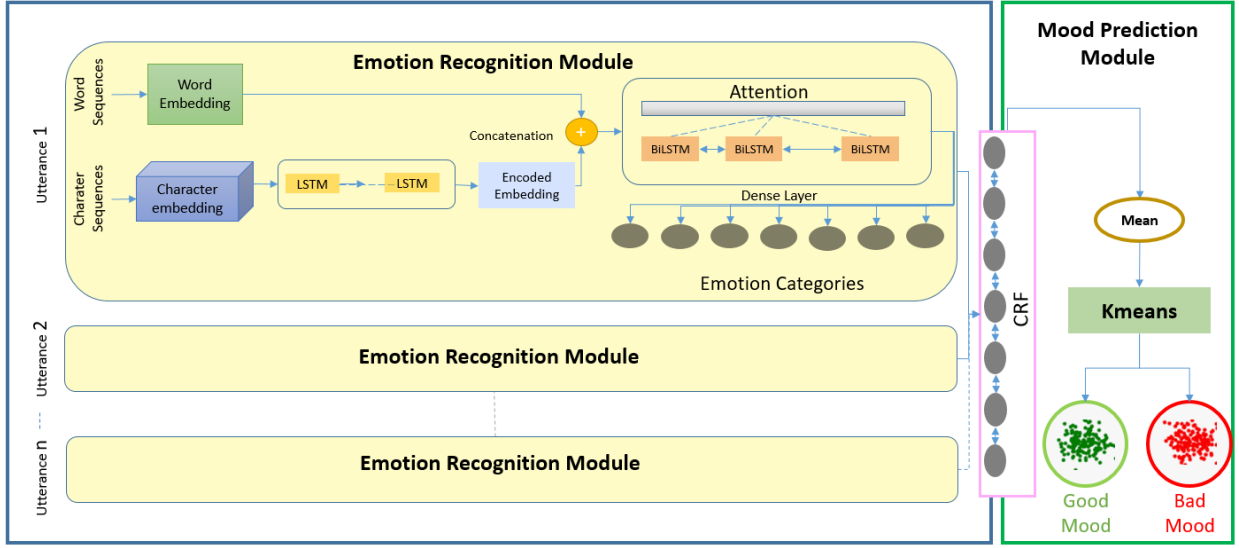 Emotion Recognition Module
Utterance 1
Word
Sequences
Word
Embedding
Concatenation
+
Attention
BiLSTM
BiLSTM
BiLSTM
Charater
Sequences
Character
embedding
LSTM
LSTM
Encoded
Embedding
Dense Layer
Emotion Categories
Utterance 2
Emotion Recognition Module
Utterance n
Emotion Recognition Module
CRF
Mood Prediction
Module
Mean
Kmeans
Good
Mood
Bad
Mood